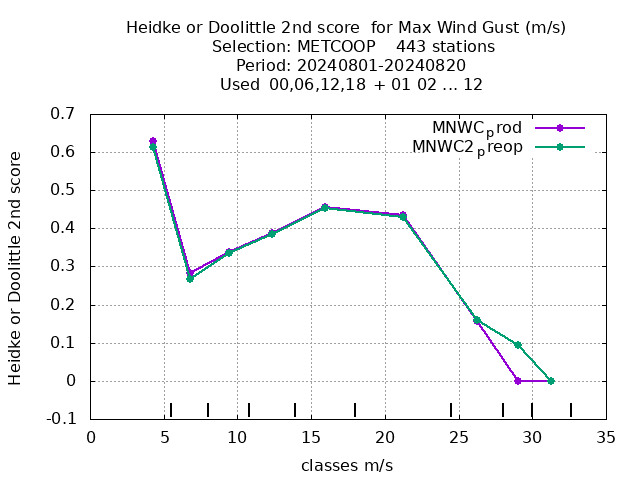 Heidke or Doolittle 2nd score  for Max Wind Gust (m/s)
Selection: METCOOP    443 stations
Period: 20240801-20240820
Used 00,06,12,18 + 01 02 ... 12
MNWCprod
MNWC2preop
Heidke or Doolittle 2nd score
0.7
0.6
0.5
0.4
0.3
0.2
0.1
0
-0.1
0 5 10 15 20 25 30 35
classes m/s